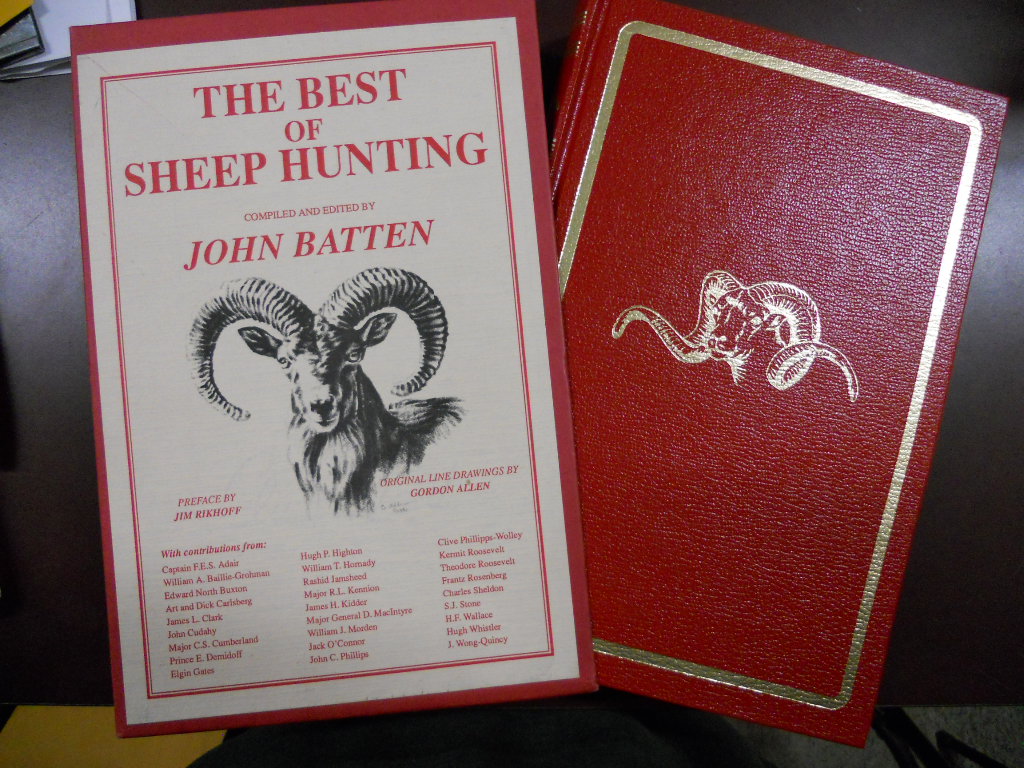 THE BEST
OF
SHEEP HUNTING
COMPILED AND EDITED BY
JOHN BATTEN
PREFACE BY
JIM RIKHOFF
ORIGINAL LINE DRAWINGS BY
GORDON ALLEN
With contributions from:
Captain F.E.S. Adair
William A. Baillie-Grohman
Edward North Buxton
Art and Dick Carlsberg
James L. Clark
John Cudahy
Major C.S. Cumberland
Prince E. Demidoff
Elgin Gates
Hugh P. Highton
William T. Hornady
Rashid Jamsheed
Major R.L. Kennion
James H. Kidder
Major General D. MacIntyre
William J. Morden
Jack O'Connor
John C. Phillips
Clive Phillipps-Wolley
Kermit Roosevelt
Theodore Roosevelt
Frantz Rosenberg
Charles Sheldon
S.J. Stone
H.F. Wallace
Hugh Whistler
J. Wong-Quincy